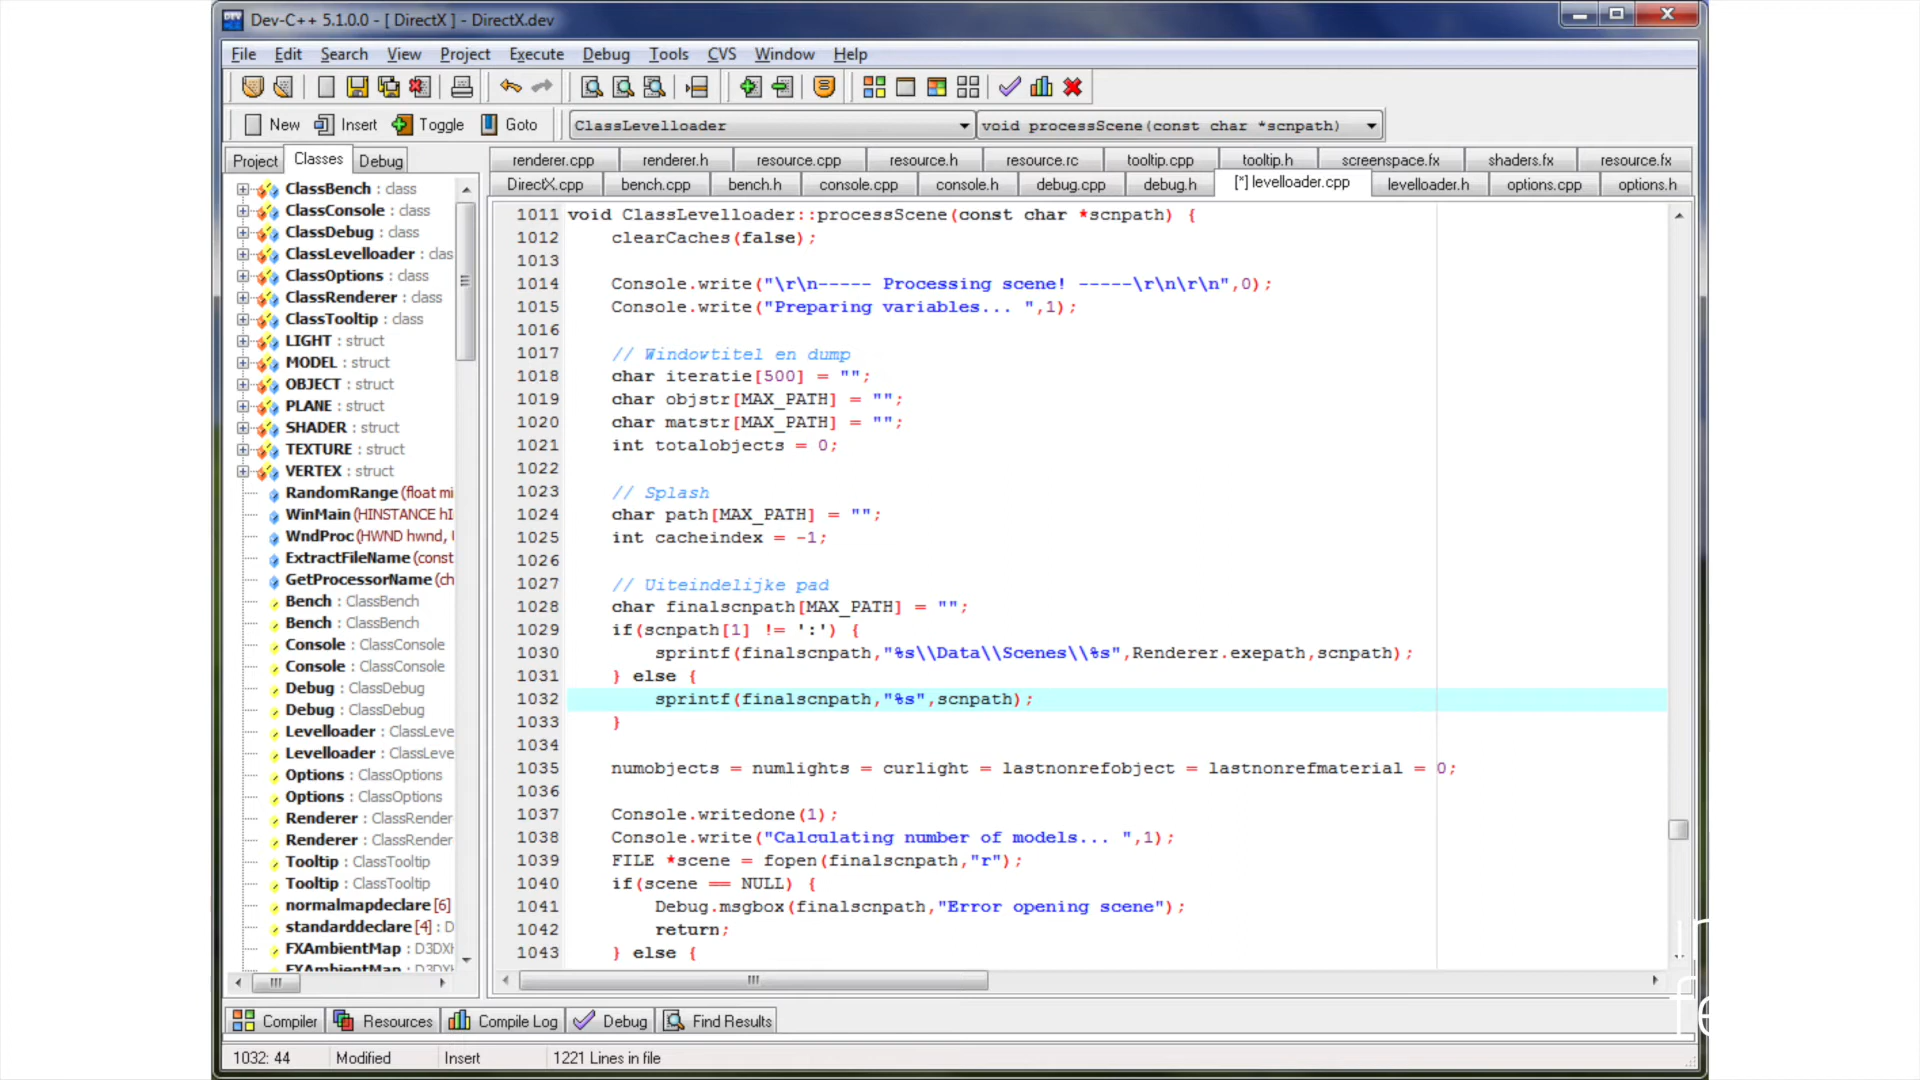 Dev-C++ 5.1.0.0 - [ DirectX ] - DirectX.dev
File Edit Search View Project Execute Debug Tools CVS Window Help
New Insert Toggle Goto ClassLevelloader void processScene(const char *scnpath)
Project Classes Debug
renderer.cpp renderer.h resource.cpp resource.h resource.rc tooltip.cpp tooltip.h screenspace.fx shaders.fx resource.fx
DirectX.cpp bench.cpp bench.h console.cpp console.h debug.cpp debug.h [*] levelloader.cpp levelloader.h options.cpp options.h
ClassBench : class
ClassConsole : class
ClassDebug : class
ClassLevelloader : clas
ClassOptions : class
ClassRenderer : class
ClassTooltip : class
LIGHT : struct
MODEL : struct
OBJECT : struct
PLANE : struct
SHADER : struct
TEXTURE : struct
VERTEX : struct
RandomRange (float mi
WinMain (HINSTANCE hI
WndProc (HWND hwnd,
ExtractFileName (const
GetProcessorName (ch
Bench : ClassBench
Bench : ClassBench
Console : ClassConsole
Console : ClassConsole
Debug : ClassDebug
Debug : ClassDebug
Levelloader : ClassLeve
Levelloader : ClassLeve
Options : ClassOptions
Options : ClassOptions
Renderer : ClassRender
Renderer : ClassRender
Tooltip : ClassTooltip
Tooltip : ClassTooltip
normalmapdeclare [6]
standarddeclare [4] : D
FXAmbientMap : D3DX
FXAmbientMap : D3DX
1011 void ClassLevelloader::processScene(const char *scnpath) {
1012 clearCaches(false);
1013
1014 Console.write("\r\n----- Processing scene! -----\r\n\r\n",0);
1015 Console.write("Preparing variables... ",1);
1016
1017 // Windowtitel en dump
1018 char iteratie[500] = "";
1019 char objstr[MAX_PATH] = "";
1020 char matstr[MAX_PATH] = "";
1021 int totalobjects = 0;
1022
1023 // Splash
1024 char path[MAX_PATH] = "";
1025 int cacheindex = -1;
1026
1027 // Uiteindelijke pad
1028 char finalscnpath[MAX_PATH] = "";
1029 if(scnpath[1] != ':') {
1030 sprintf(finalscnpath,"%s\\Data\\Scenes\\%s",Renderer.exepath,scnpath);
1031 } else {
1032 sprintf(finalscnpath,"%s",scnpath);
1033 }
1034
1035 numobjects = numlights = curlight = lastnonrefobject = lastnonrefmaterial = 0;
1036
1037 Console.writedone(1);
1038 Console.write("Calculating number of models... ",1);
1039 FILE *scene = fopen(finalscnpath,"r");
1040 if(scene == NULL) {
1041 Debug.msgbox(finalscnpath,"Error opening scene");
1042 return;
1043 } else {
Compiler Resources Compile Log Debug Find Results
1032: 44 Modified Insert 1221 Lines in file